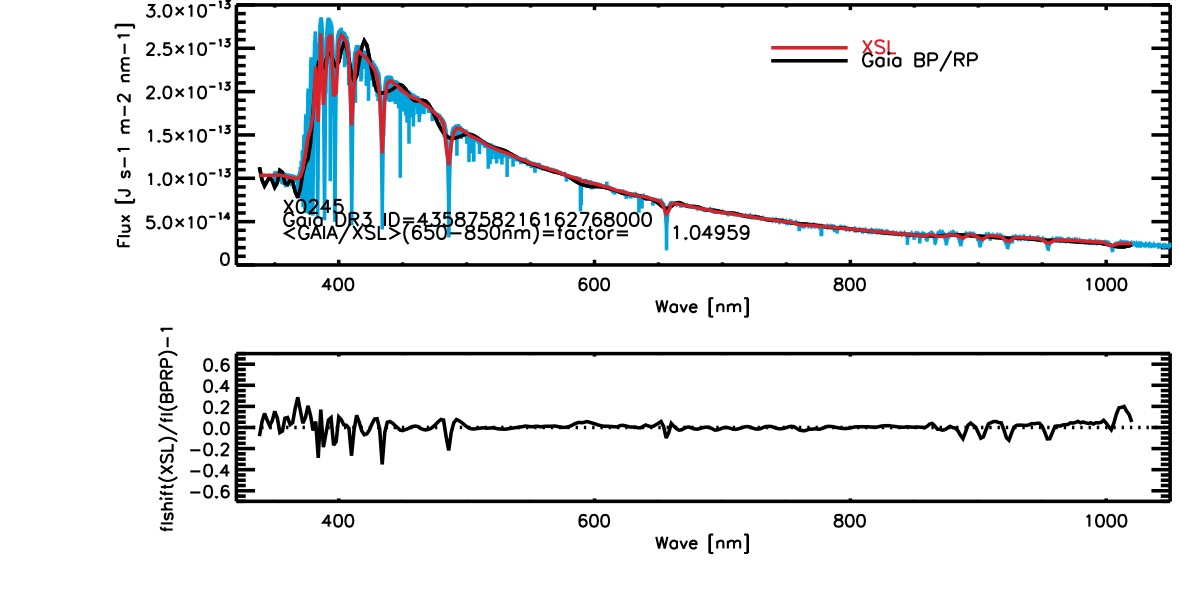 3.0×10−13
2.5×10−13
2.0×10−13
1.5×10−13
1.0×10−13
5.0×10−14
0
Flux [J s−1 m−2 nm−1]
XSL
Gaia BP/RP
X0245
Gaia DR3 ID=4358758216162768000
<GAIA/XSL>(650−850nm)=factor= 1.04959
400 600 800 1000
Wave [nm]
0.6
0.4
0.2
0.0
−0.2
−0.4
−0.6
flshift(XSL)/fl(BPRP)−1
400 600 800 1000
Wave [nm]